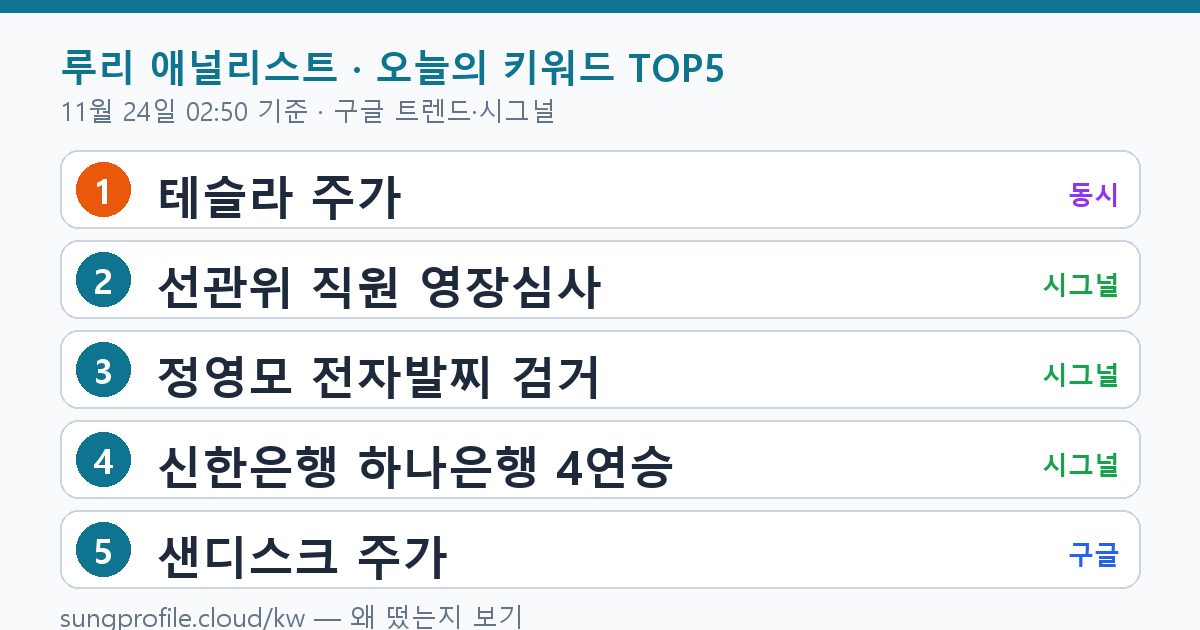 루리 애널리스트 · 오늘의 키워드 TOP5
11월 24일 02:50 기준 · 구글 트렌드·시그널
1 테슬라 주가 동시
2 선관위 직원 영장심사 시그널
3 정영모 전자발찌 검거 시그널
4 신한은행 하나은행 4연승 시그널
5 샌디스크 주가 구글
sungprofile.cloud/kw — 왜 떴는지 보기